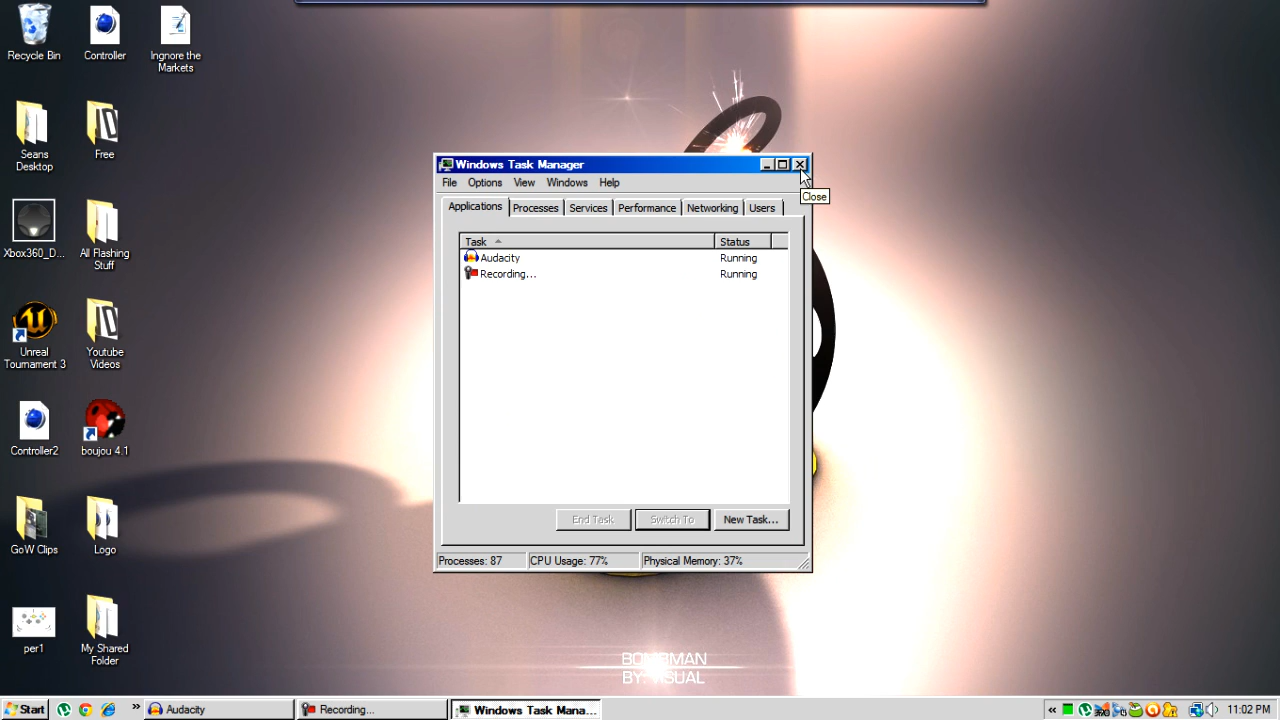 Recycle Bin
Controller
Ingnore the
Markets
Seans
Desktop
Free
Xbox360_D...
All Flashing
Stuff
Unreal
Tournament 3
Youtube
Videos
Controller2
boujou 4.1
GoW Clips
Logo
per1
My Shared
Folder
Windows Task Manager
File Options View Windows Help
Close
Applications Processes Services Performance Networking Users
Task Status
Audacity Running
Recording... Running
End Task Switch To New Task...
Processes: 87 CPU Usage: 77% Physical Memory: 37%
BOMBERMAN
BY: VISUAL
Start » Audacity Recording... Windows Task Mana... « 11:02 PM